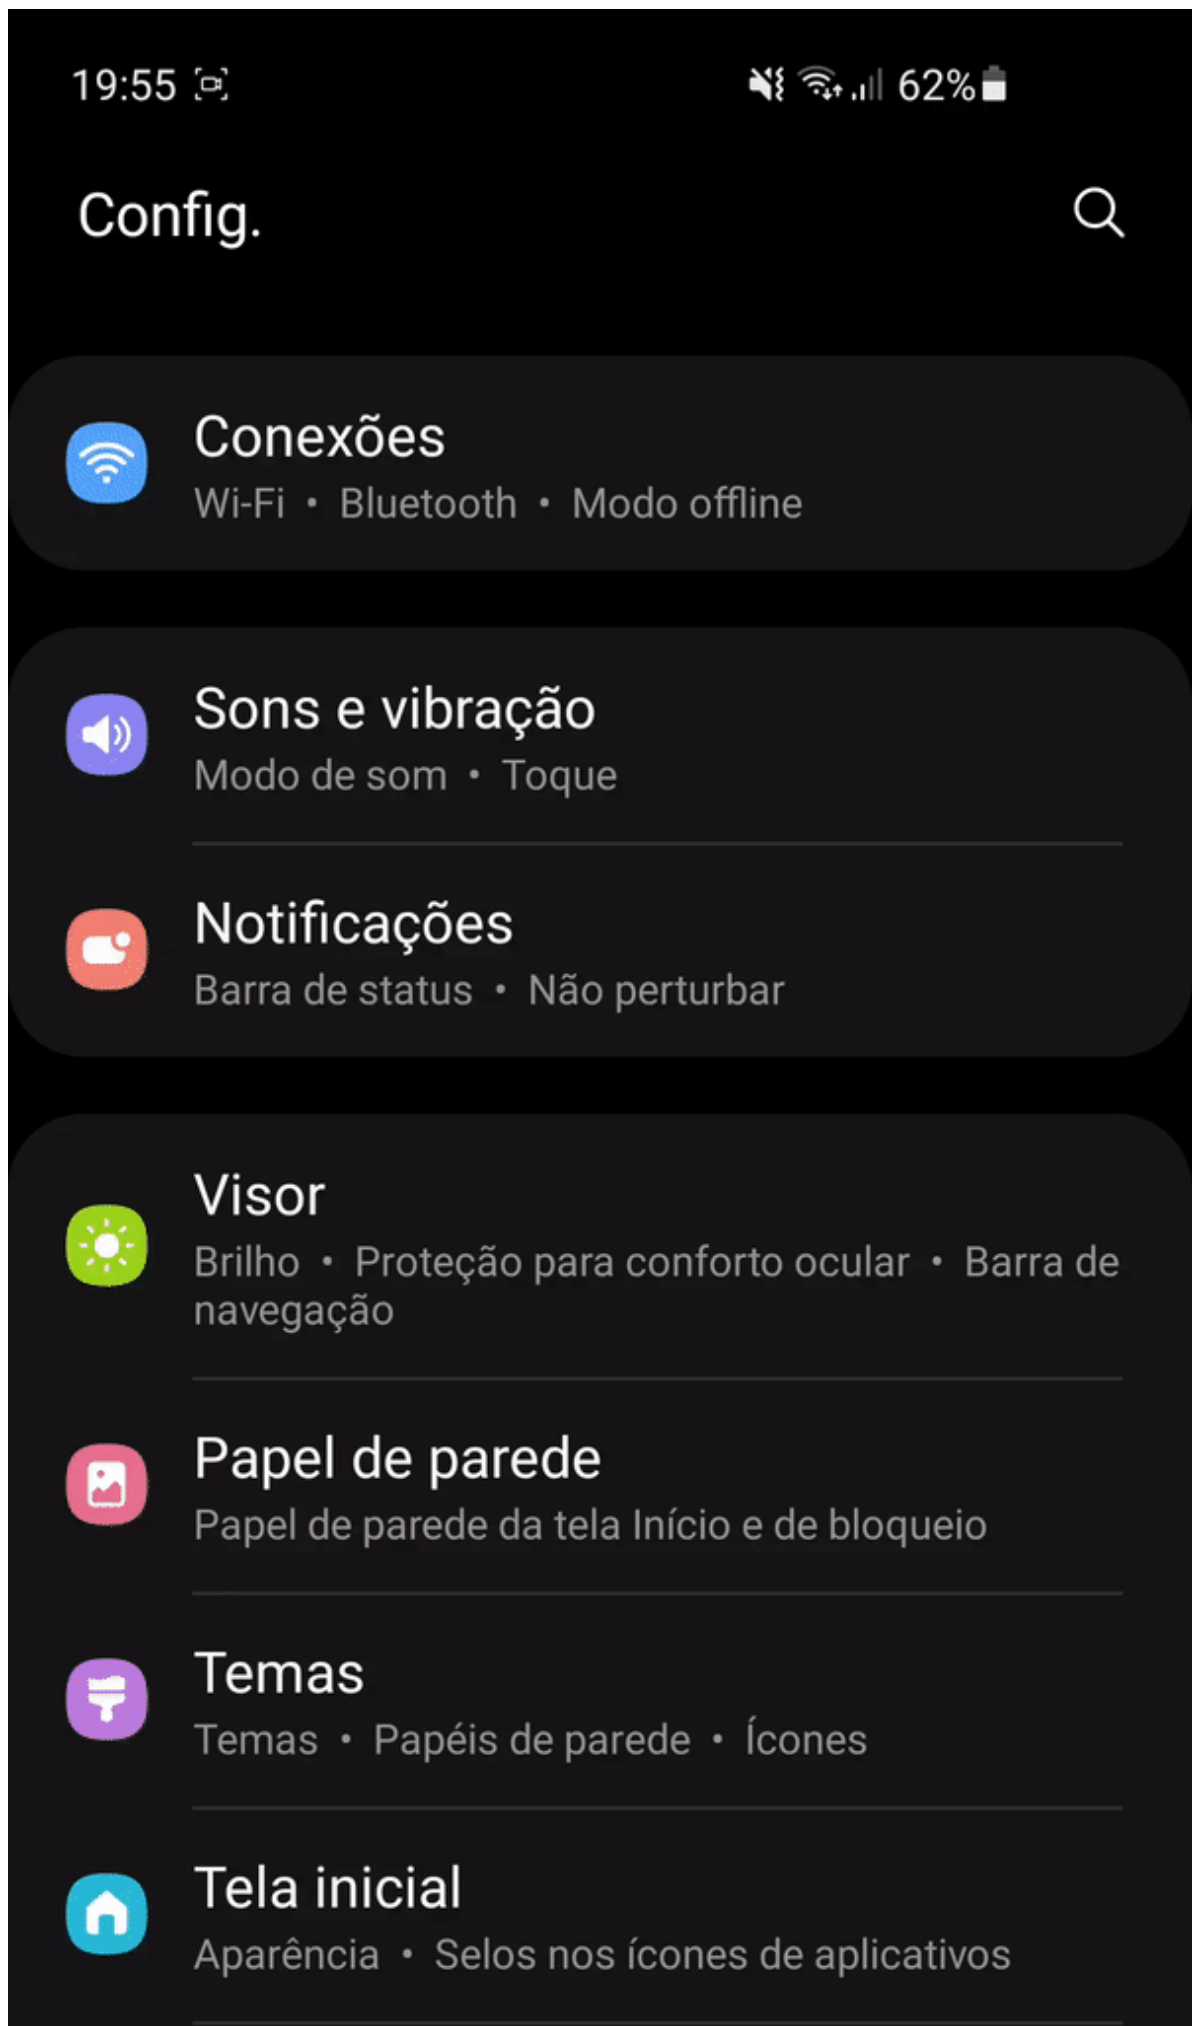 19:55 62%
Config.
Conexões
Wi-Fi • Bluetooth • Modo offline
Sons e vibração
Modo de som • Toque
Notificações
Barra de status • Não perturbar
Visor
Brilho • Proteção para conforto ocular • Barra de
navegação
Papel de parede
Papel de parede da tela Início e de bloqueio
Temas
Temas • Papéis de parede • Ícones
Tela inicial
Aparência • Selos nos ícones de aplicativos